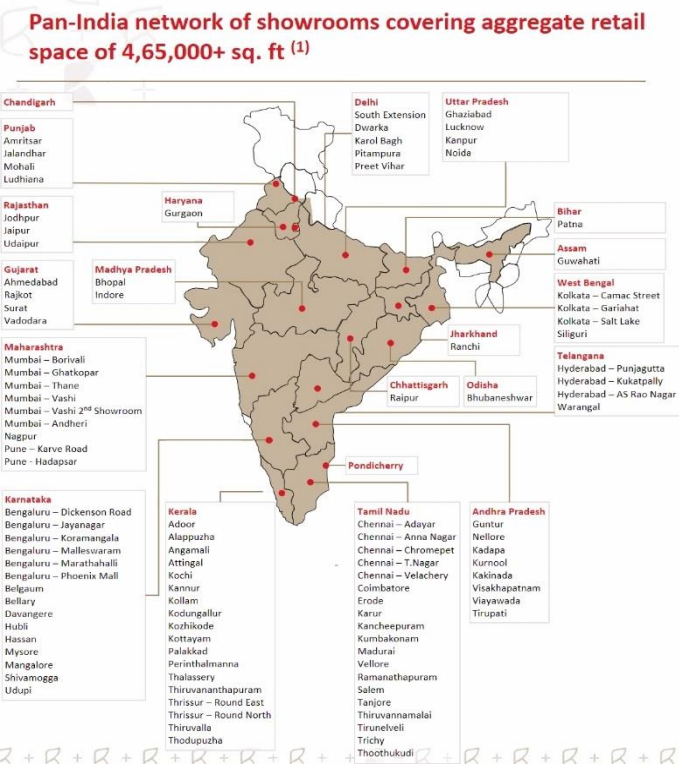 Pan-India network of showrooms covering aggregate retail
space of 4,65,000+ sq. ft (1)
Chandigarh
Punjab
Amritsar
Jalandhar
Mohali
Ludhiana
Rajasthan
Jodhpur
Jaipur
Udaipur
Gujarat
Ahmedabad
Rajkot
Surat
Vadodara
Haryana
Gurgaon
Madhya Pradesh
Bhopal
Indore
Delhi
South Extension
Dwarka
Karol Bagh
Pitampura
Preet Vihar
Uttar Pradesh
Ghaziabad
Lucknow
Kanpur
Noida
Bihar
Patna
Assam
Guwahati
West Bengal
Kolkata – Camac Street
Kolkata – Gariahat
Kolkata – Salt Lake
Siliguri
Jharkhand
Ranchi
Telangana
Hyderabad – Punjagutta
Hyderabad – Kukatpally
Hyderabad – AS Rao Nagar
Warangal
Chhattisgarh
Raipur
Odisha
Bhubaneshwar
Maharashtra
Mumbai – Borivali
Mumbai – Ghatkopar
Mumbai – Thane
Mumbai – Vashi
Mumbai – Vashi 2nd Showroom
Mumbai – Andheri
Nagpur
Pune – Karve Road
Pune - Hadapsar
Pondicherry
Karnataka
Bengaluru – Dickenson Road
Bengaluru – Jayanagar
Bengaluru – Koramangala
Bengaluru – Malleswaram
Bengaluru – Marathahalli
Bengaluru – Phoenix Mall
Belgaum
Bellary
Davangere
Hubli
Hassan
Mysore
Mangalore
Shivamogga
Udupi
Kerala
Adoor
Alappuzha
Angamali
Attingal
Kochi
Kannur
Kollam
Kodungallur
Kozhikode
Kottayam
Palakkad
Perinthalmanna
Thalassery
Thiruvananthapuram
Thrissur – Round East
Thrissur – Round North
Thiruvalla
Thodupuzha
Tamil Nadu
Chennai – Adayar
Chennai – Anna Nagar
Chennai – Chromepet
Chennai – T.Nagar
Chennai – Velachery
Coimbatore
Erode
Karur
Kancheepuram
Kumbakonam
Madurai
Vellore
Ramanathapuram
Salem
Tanjore
Thiruvannamalai
Tirunelveli
Trichy
Thoothukudi
Andhra Pradesh
Guntur
Nellore
Kadapa
Kurnool
Kakinada
Visakhapatnam
Viayawada
Tirupati